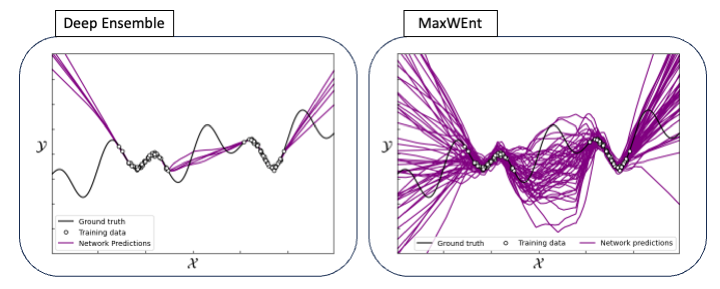 Deep Ensemble
MaxWEnt
𝒴
Ground truth
Training data
Network Predictions
𝒳
𝒴
Ground truth
Training data
Network predictions
𝒳